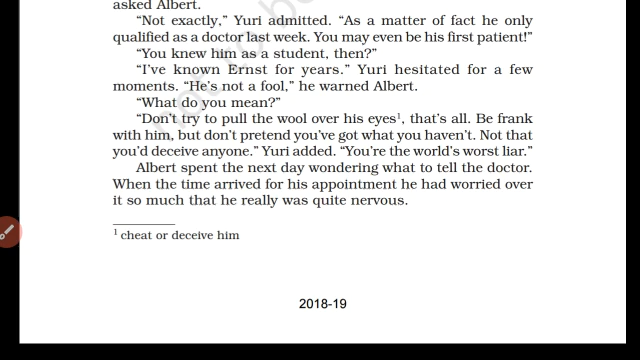 asked Albert.
“Not exactly,” Yuri admitted. “As a matter of fact he only
qualified as a doctor last week. You may even be his first patient!”
“You knew him as a student, then?”
“I’ve known Ernst for years.” Yuri hesitated for a few
moments. “He’s not a fool,” he warned Albert.
“What do you mean?”
“Don’t try to pull the wool over his eyes¹, that’s all. Be frank
with him, but don’t pretend you’ve got what you haven’t. Not that
you’d deceive anyone.” Yuri added. “You’re the world’s worst liar.”
Albert spent the next day wondering what to tell the doctor.
When the time arrived for his appointment he had worried over
it so much that he really was quite nervous.
¹ cheat or deceive him
2018-19
not to be